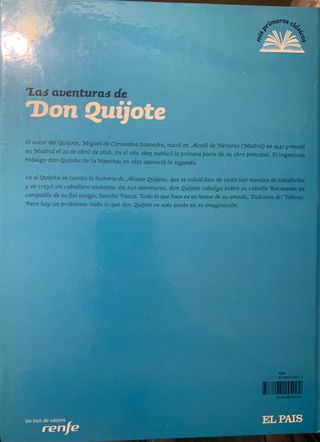 mis primeros clásicos
Las aventuras de
Don Quijote
El autor del Quijote, Miguel de Cervantes Saavedra, nació en Alcalá de Henares (Madrid) en 1547 y murió
en Madrid el 22 de abril de 1616. En el año 1605 publicó la primera parte de su obra principal, El ingenioso
hidalgo don Quijote de la Mancha; en 1615 apareció la segunda.
En el Quijote se cuenta la historia de Alonso Quijano, que se volvió loco de tanto leer novelas de caballerías
y se creyó un caballero andante. En sus aventuras, don Quijote cabalga sobre su caballo Rocinante en
compañía de su fiel amigo, Sancho Panza. Todo lo que hace es en honor de su amada, Dulcinea del Toboso.
Pero hay un problema: todo lo que don Quijote ve solo existe en su imaginación.
Un tren de valores
renfe
EL PAIS